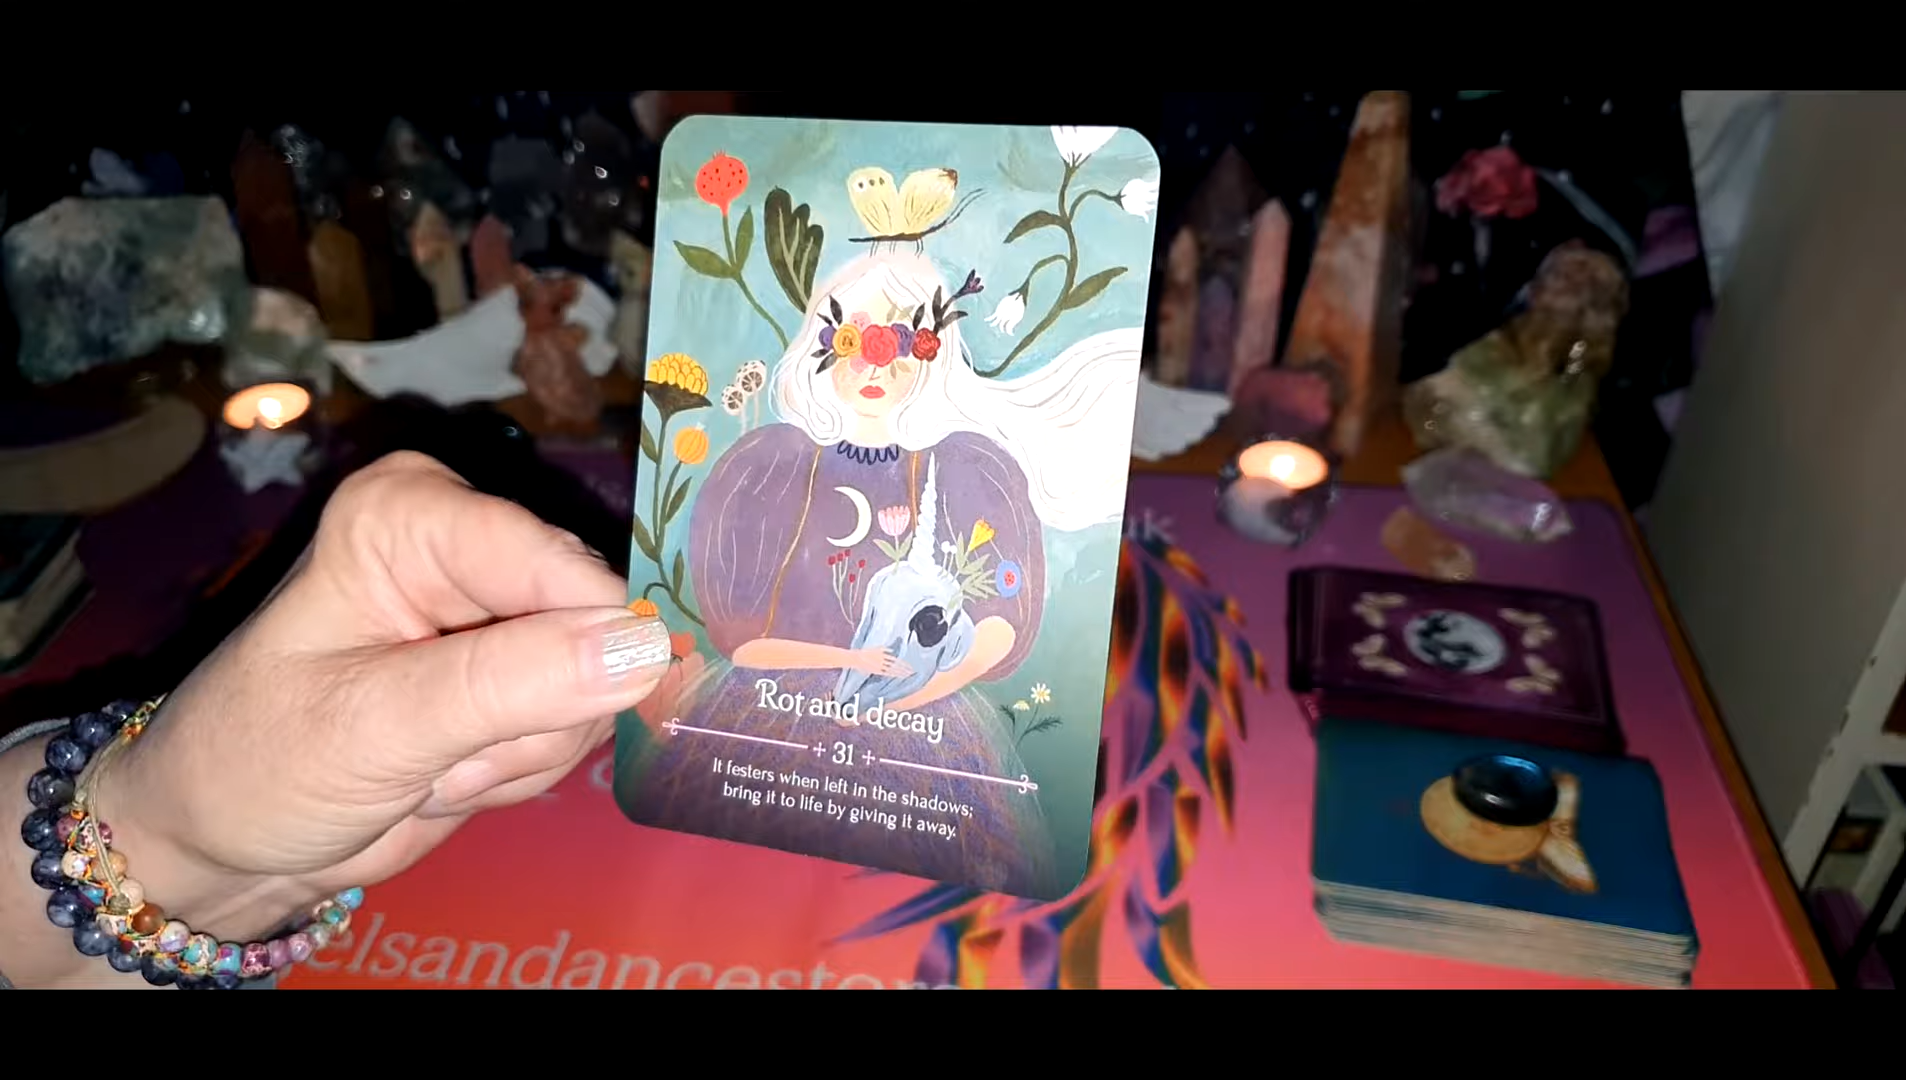 Rot and decay
+ 31 +
It festers when left in the shadows;
bring it to life by giving it away.
elsandancestor